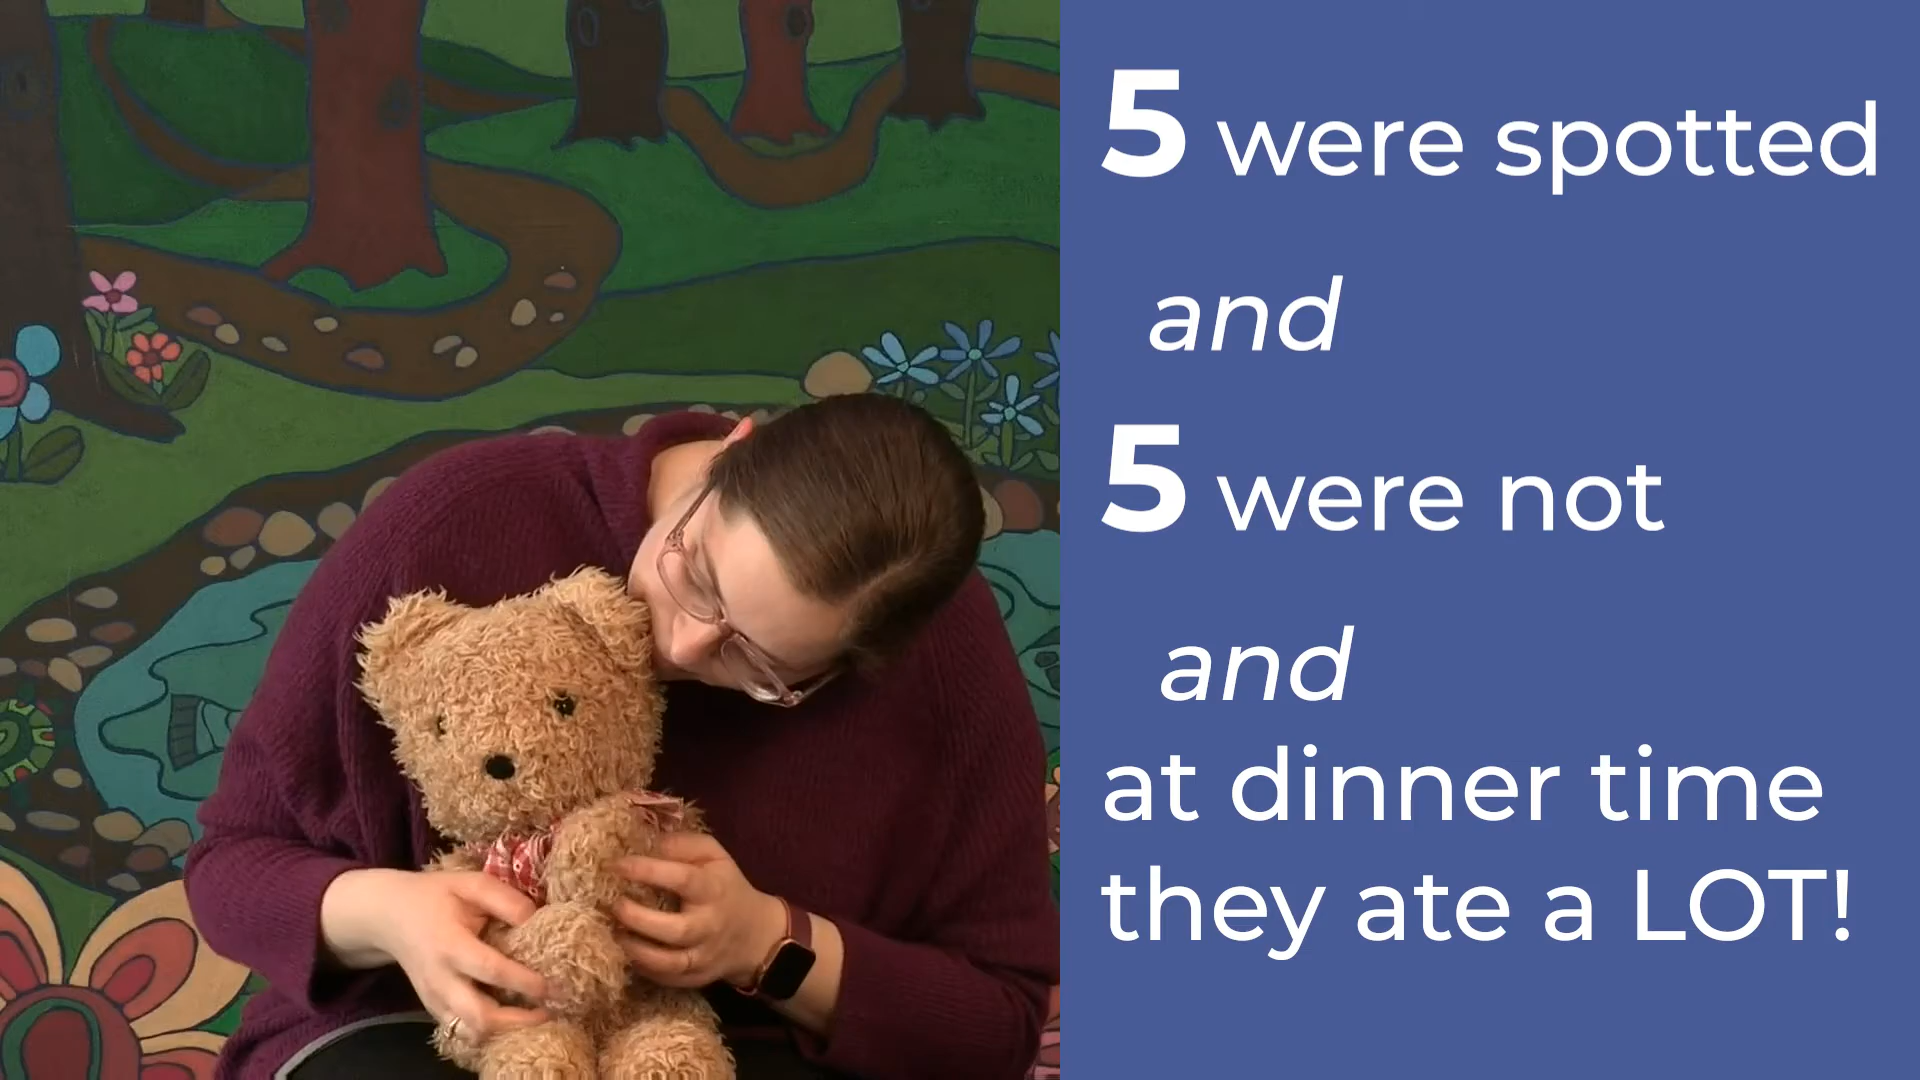 5 were spotted
and
5 were not
and
at dinner time
they ate a LOT!